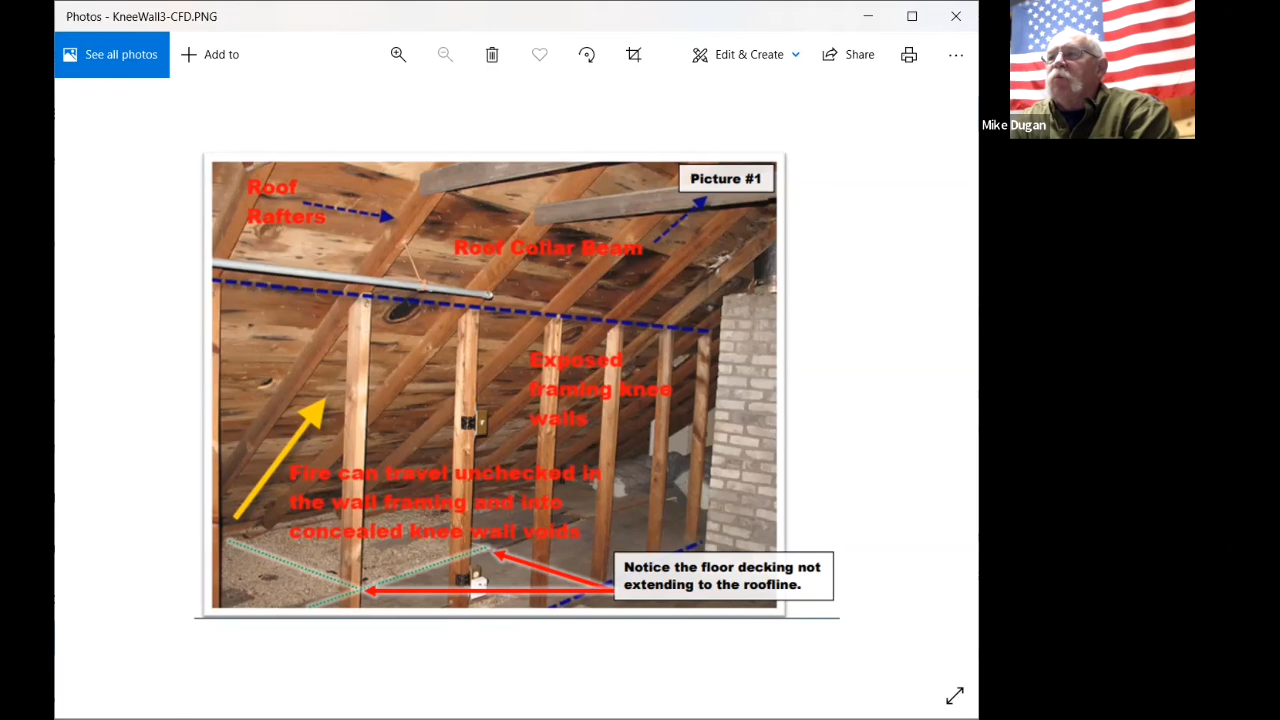 Photos - KneeWall3-CFD.PNG
See all photos
Add to
Edit & Create
Share
Mike Dugan
Picture #1
Roof
Rafters
Roof Collar Beam
Exposed
framing knee
walls
Fire can travel unchecked in
the wall framing and into
concealed knee wall voids
Notice the floor decking not
extending to the roofline.